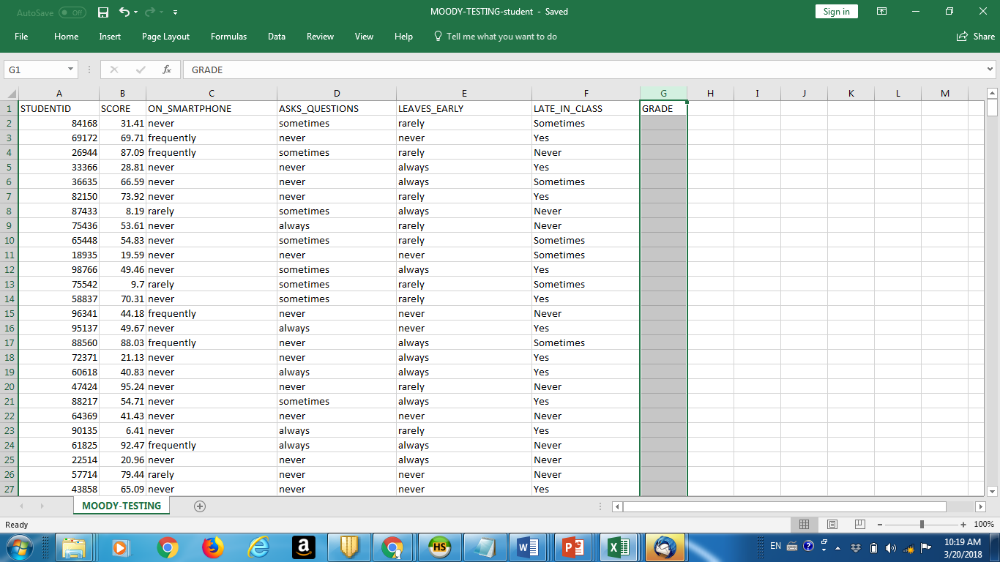 AutoSave Off MOODY-TESTING-student - Saved Sign in
File Home Insert Page Layout Formulas Data Review View Help Tell me what you want to do Share
G1 fx GRADE
A B C D E F G H I J K L M
1 STUDENTID SCORE ON_SMARTPHONE ASKS_QUESTIONS LEAVES_EARLY LATE_IN_CLASS GRADE
2 84168 31.41 never sometimes rarely Sometimes
3 69172 69.71 frequently never never Yes
4 26944 87.09 frequently sometimes rarely Never
5 33366 28.81 never never always Yes
6 36635 66.59 never never always Sometimes
7 82150 73.92 never never rarely Yes
8 87433 8.19 rarely sometimes always Never
9 75436 53.61 never always rarely Never
10 65448 54.83 never sometimes rarely Sometimes
11 18935 19.59 never never never Sometimes
12 98766 49.46 never sometimes always Yes
13 75542 9.7 rarely sometimes rarely Sometimes
14 58837 70.31 never sometimes rarely Yes
15 96341 44.18 frequently never never Never
16 95137 49.67 never always never Yes
17 88560 88.03 frequently never always Sometimes
18 72371 21.13 never never always Yes
19 60618 40.83 never always always Yes
20 47424 95.24 never never rarely Never
21 88217 54.71 never sometimes always Yes
22 64369 41.43 never never never Never
23 90135 6.41 never always rarely Yes
24 61825 92.47 frequently always always Never
25 22514 20.96 never never always Never
26 57714 79.44 rarely never never Never
27 43858 65.09 never never never Yes
MOODY-TESTING
Ready 100%
a HS W P X EN 10:19 AM
3/20/2018